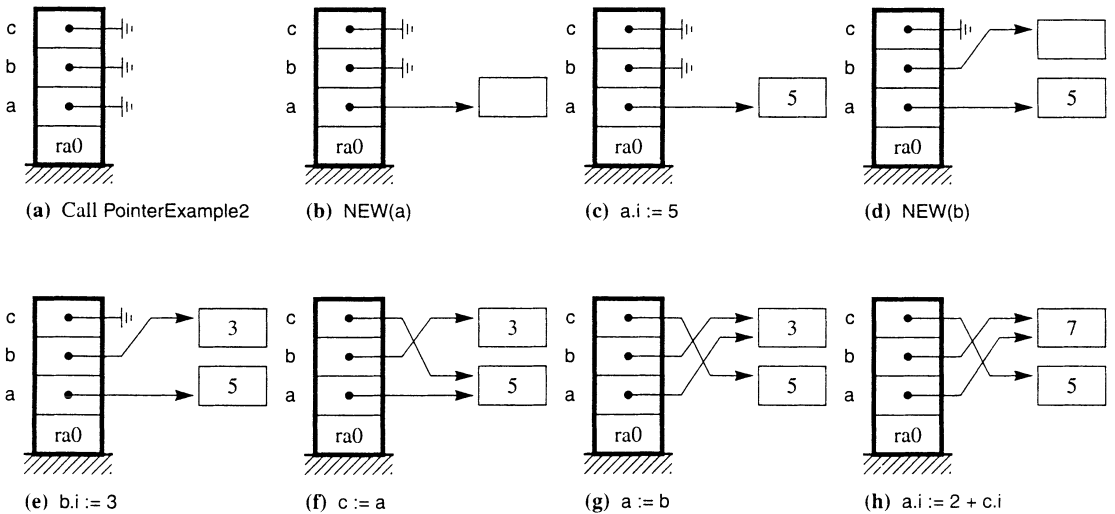 c
b
a
ra0
(a) Call PointerExample2
c
b
a
ra0
(b) NEW(a)
c
b
a
5
ra0
(c) a.i := 5
c
b
a
5
ra0
(d) NEW(b)
c
b
a
3
5
ra0
(e) b.i := 3
c
b
a
3
5
ra0
(f) c := a
c
b
a
3
5
ra0
(g) a := b
c
b
a
7
5
ra0
(h) a.i := 2 + c.i